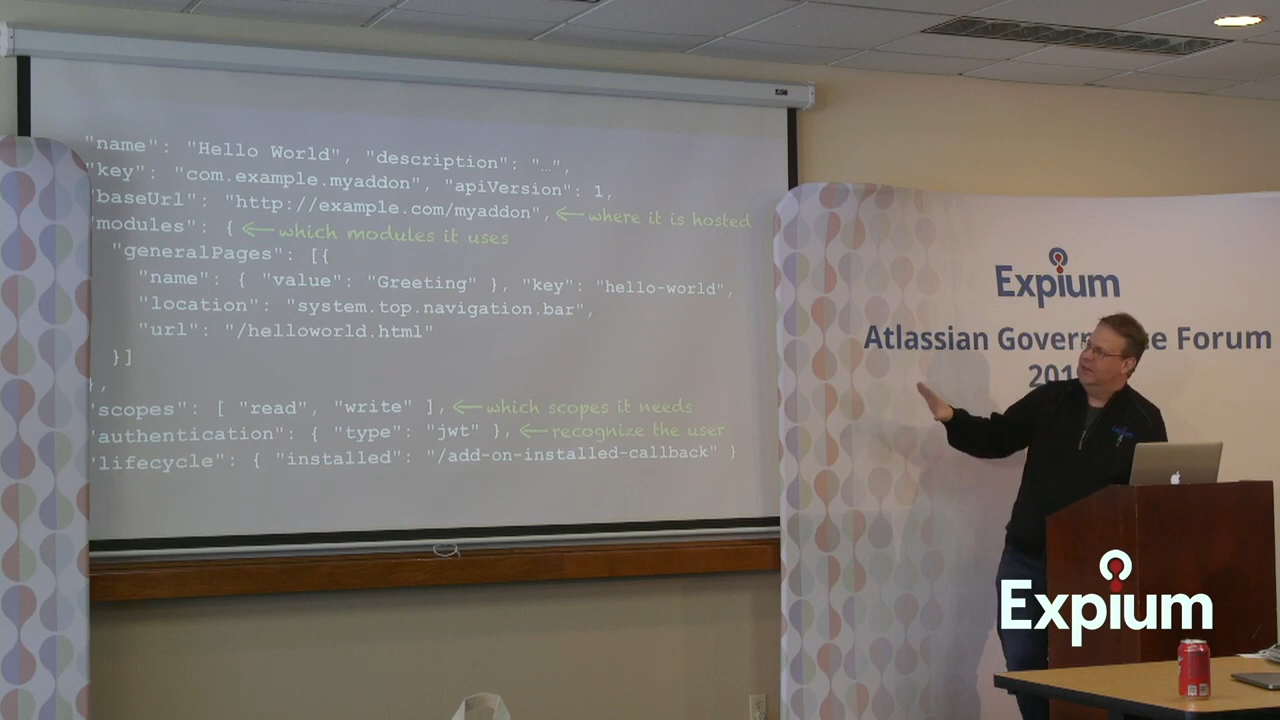 "name": "Hello World", "description": "…",
"key": "com.example.myaddon", "apiVersion": 1,
"baseUrl": "http://example.com/myaddon", ← where it is hosted
"modules": { ← which modules it uses
"generalPages": [{
"name": { "value": "Greeting" }, "key": "hello-world",
"location": "system.top.navigation.bar",
"url": "/helloworld.html"
}]
},
"scopes": [ "read", "write" ], ← which scopes it needs
"authentication": { "type": "jwt" }, ← recognize the user
"lifecycle": { "installed": "/add-on-installed-callback" }
Expium
Atlassian Gover e Forum
201
Expium
Expium